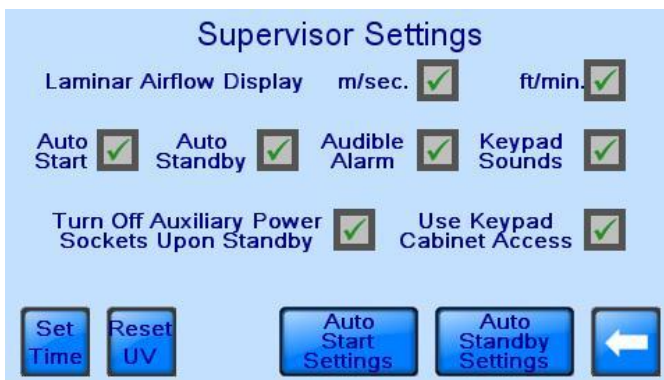 Supervisor Settings
Laminar Airflow Display m/sec. ft/min.
Auto Start Auto Standby Audible Alarm Keypad Sounds
Turn Off Auxiliary Power Sockets Upon Standby Use Keypad Cabinet Access
Set Time Reset UV Auto Start Settings Auto Standby Settings